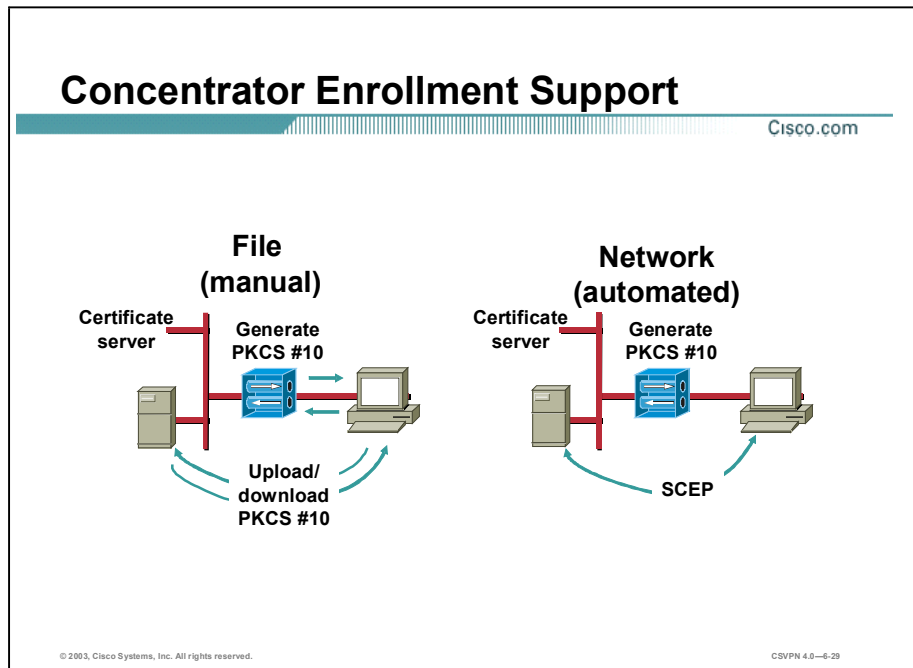 Concentrator Enrollment Support
Cisco.com
File
(manual)
Certificate
server
Generate
PKCS #10
Upload/
download
PKCS #10
Network
(automated)
Certificate
server
Generate
PKCS #10
SCEP
© 2003, Cisco Systems, Inc. All rights reserved.
CSVPN 4.0—6-29